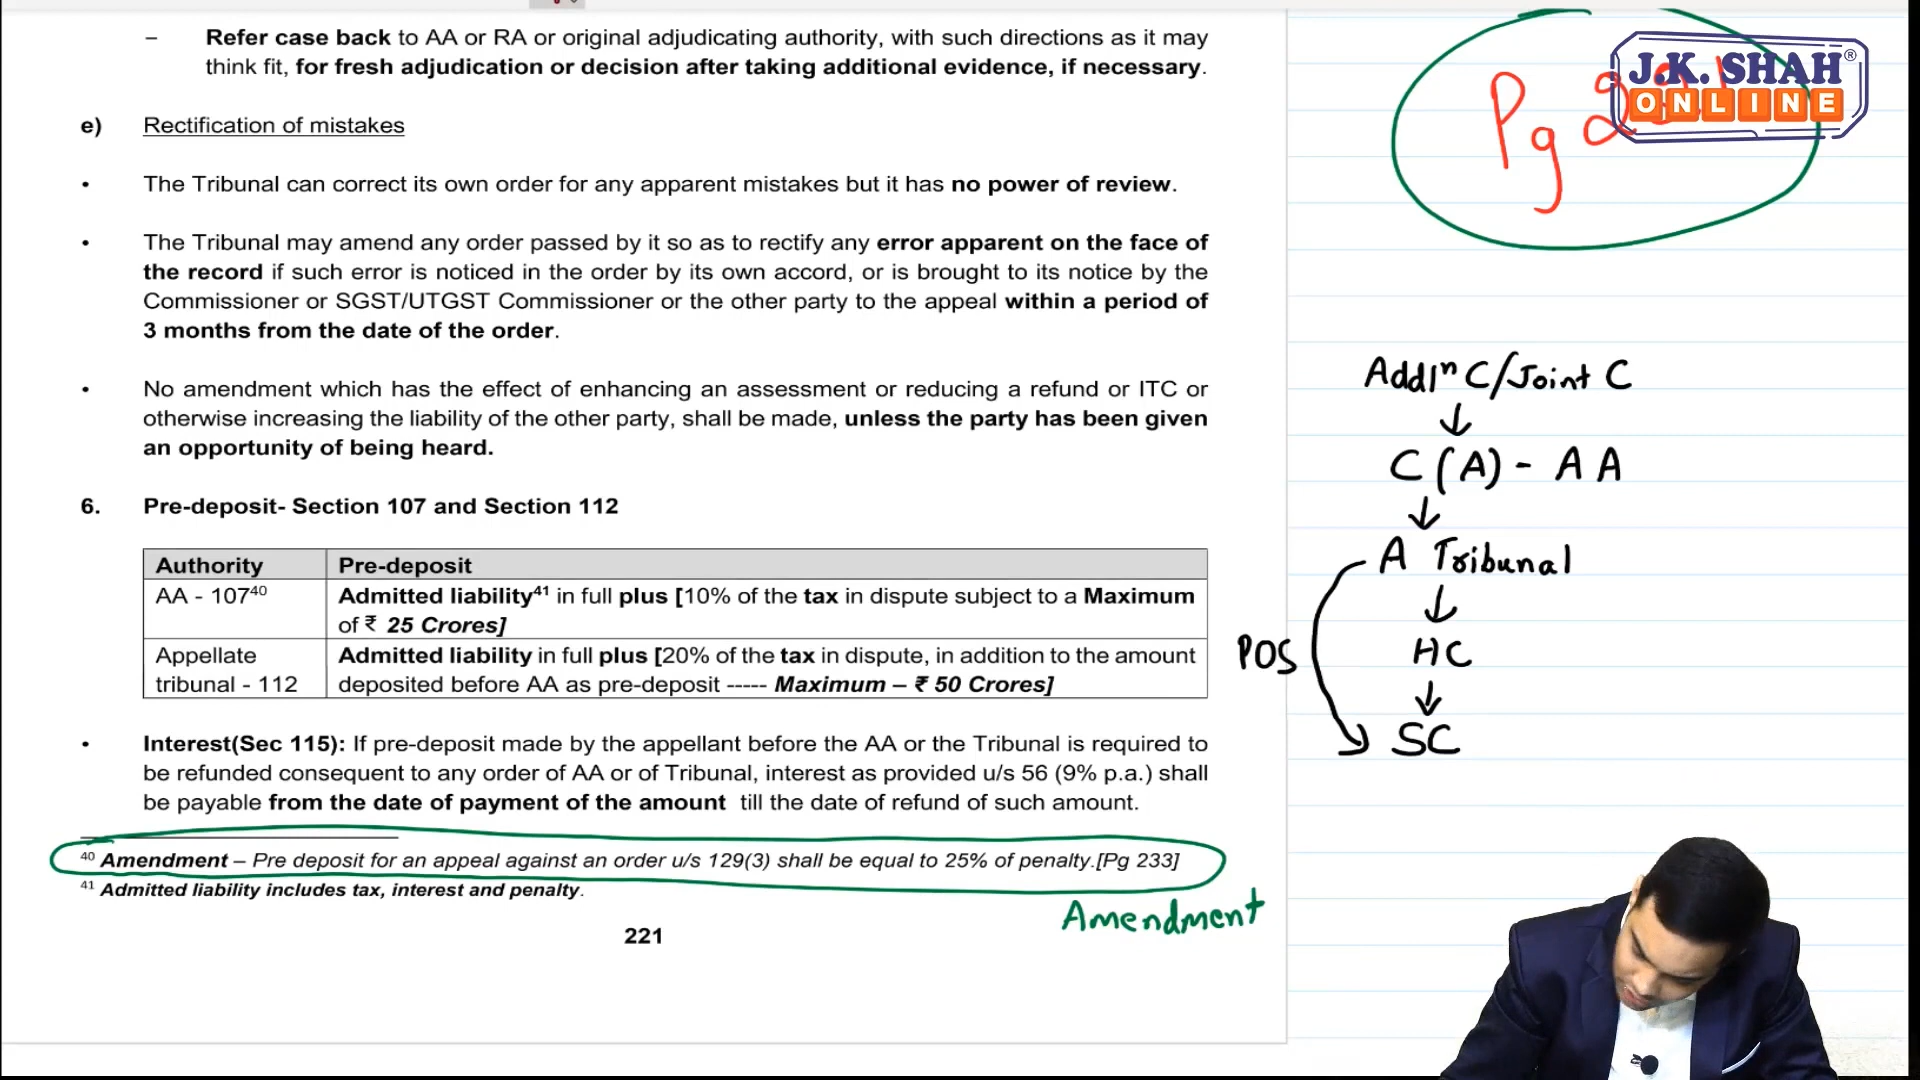 – Refer case back to AA or RA or original adjudicating authority, with such directions as it may
think fit, for fresh adjudication or decision after taking additional evidence, if necessary.
e) Rectification of mistakes
• The Tribunal can correct its own order for any apparent mistakes but it has no power of review.
• The Tribunal may amend any order passed by it so as to rectify any error apparent on the face of
the record if such error is noticed in the order by its own accord, or is brought to its notice by the
Commissioner or SGST/UTGST Commissioner or the other party to the appeal within a period of
3 months from the date of the order.
• No amendment which has the effect of enhancing an assessment or reducing a refund or ITC or
otherwise increasing the liability of the other party, shall be made, unless the party has been given
an opportunity of being heard.
6. Pre-deposit- Section 107 and Section 112
Authority Pre-deposit
AA - 107⁴⁰ Admitted liability⁴¹ in full plus [10% of the tax in dispute subject to a Maximum
of ₹ 25 Crores]
Appellate Admitted liability in full plus [20% of the tax in dispute, in addition to the amount
tribunal - 112 deposited before AA as pre-deposit ----- Maximum – ₹ 50 Crores]
• Interest(Sec 115): If pre-deposit made by the appellant before the AA or the Tribunal is required to
be refunded consequent to any order of AA or of Tribunal, interest as provided u/s 56 (9% p.a.) shall
be payable from the date of payment of the amount till the date of refund of such amount.
⁴⁰ Amendment – Pre deposit for an appeal against an order u/s 129(3) shall be equal to 25% of penalty.[Pg 233]
⁴¹ Admitted liability includes tax, interest and penalty.
Amendment
221
Pg
J.K. SHAH®
ONLINE
Addlⁿ C/Joint C
C (A) - AA
A Tribunal
HC
POS
SC